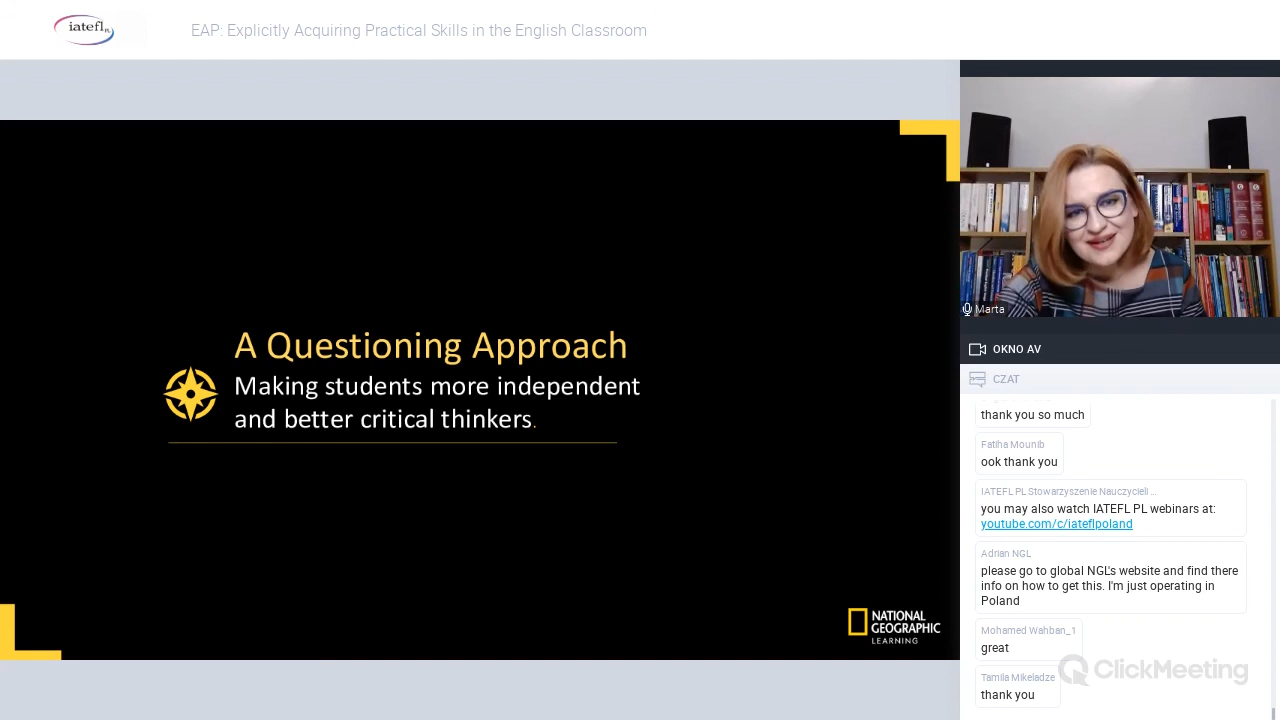 iatefl PL
EAP: Explicitly Acquiring Practical Skills in the English Classroom
A Questioning Approach
Making students more independent
and better critical thinkers.
NATIONAL
GEOGRAPHIC
LEARNING
Marta
OKNO AV
CZAT
thank you so much
Fatiha Mounib
ook thank you
IATEFL PL Stowarzyszenie Nauczycieli ...
you may also watch IATEFL PL webinars at:
youtube.com/c/iateflpoland
Adrian NGL
please go to global NGL's website and find there
info on how to get this. I'm just operating in
Poland
Mohamed Wahban_1
great
Tamila Mikeladze
thank you
ClickMeeting